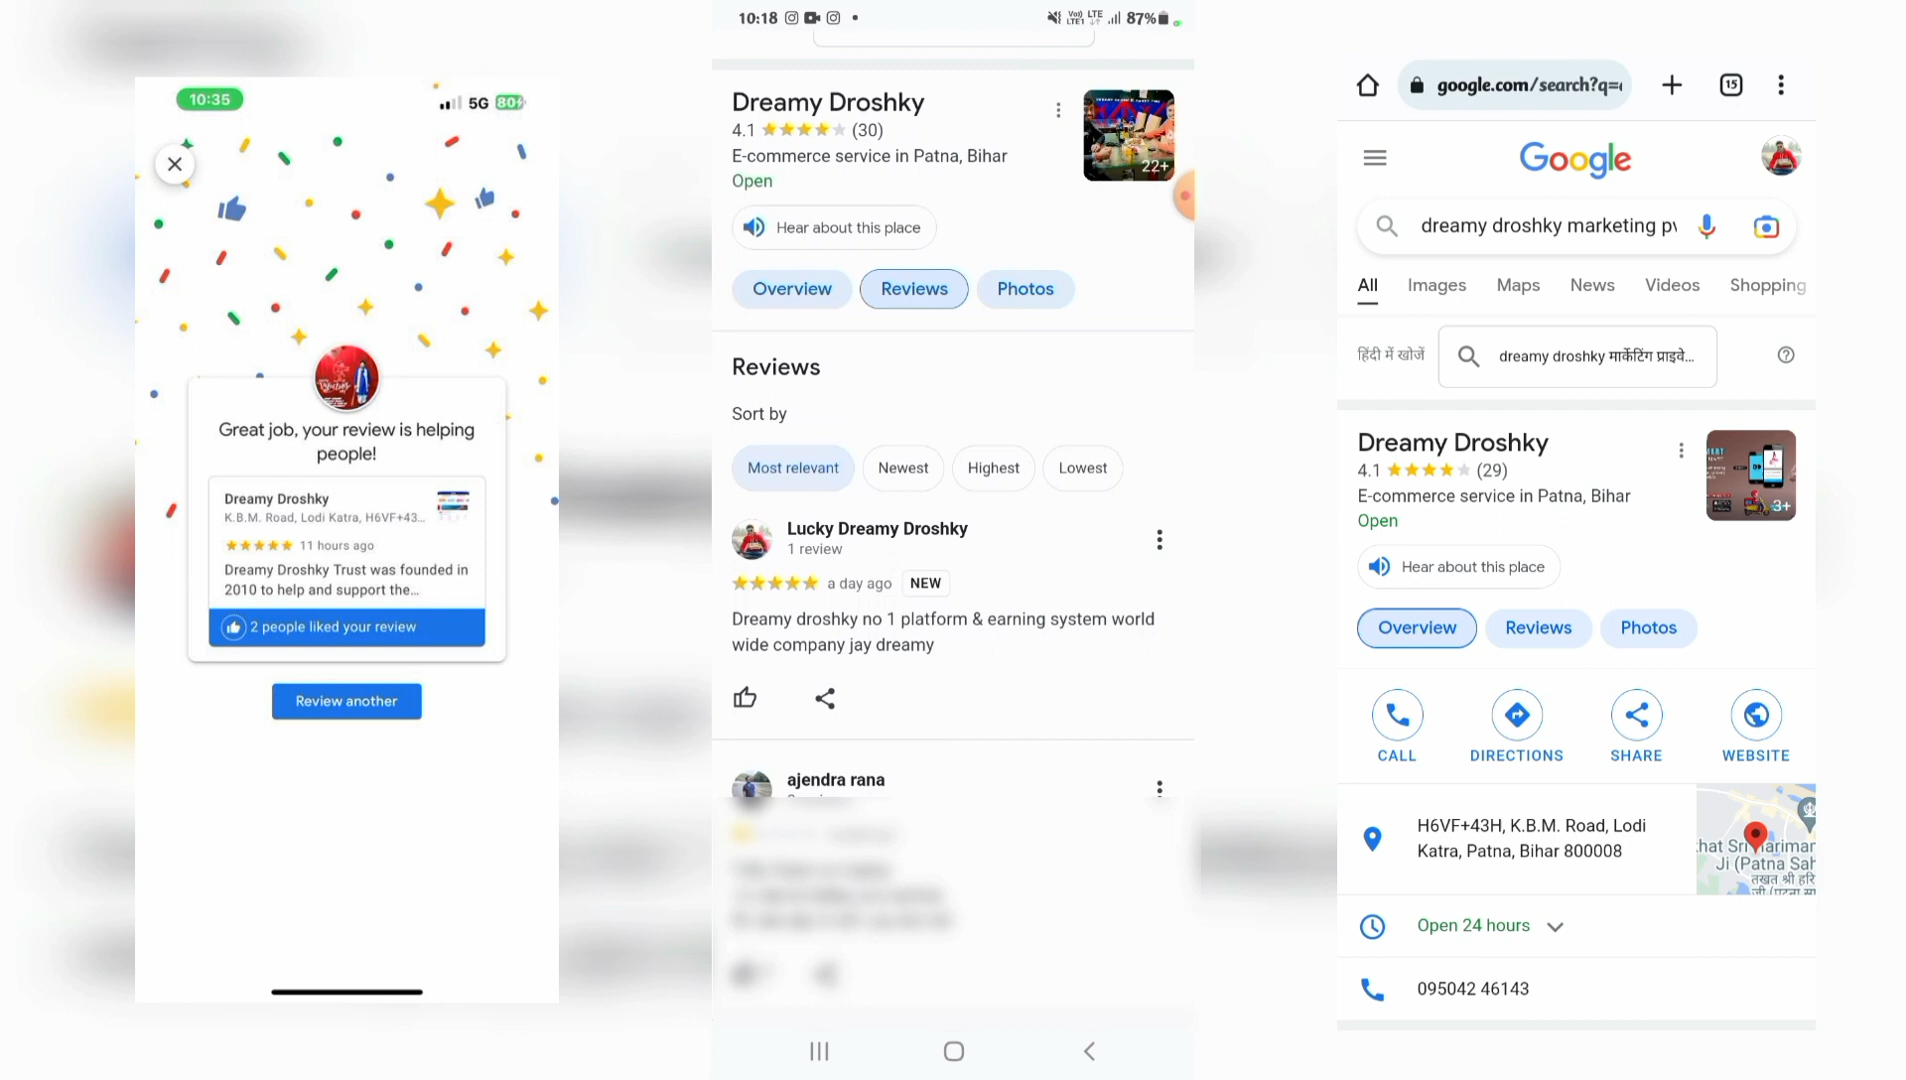 10:35
5G 80
Great job, your review is helping
people!
Dreamy Droshky
K.B.M. Road, Lodi Katra, H6VF+43...
11 hours ago
Dreamy Droshky Trust was founded in
2010 to help and support the...
2 people liked your review
Review another
10:18
87%
Dreamy Droshky
4.1 (30)
E-commerce service in Patna, Bihar
Open
22+
Hear about this place
Overview
Reviews
Photos
Reviews
Sort by
Most relevant
Newest
Highest
Lowest
Lucky Dreamy Droshky
1 review
a day ago NEW
Dreamy droshky no 1 platform & earning system world
wide company jay dreamy
ajendra rana
google.com/search?q=
15
Google
dreamy droshky marketing pv
All Images Maps News Videos Shopping
हिंदी में खोजें
dreamy droshky मार्केटिंग प्राइवे...
Dreamy Droshky
4.1 (29)
E-commerce service in Patna, Bihar
Open
3+
Hear about this place
Overview
Reviews
Photos
CALL
DIRECTIONS
SHARE
WEBSITE
H6VF+43H, K.B.M. Road, Lodi
Katra, Patna, Bihar 800008
Ji (Patna Sah
तखत श्री हरि
Open 24 hours
095042 46143